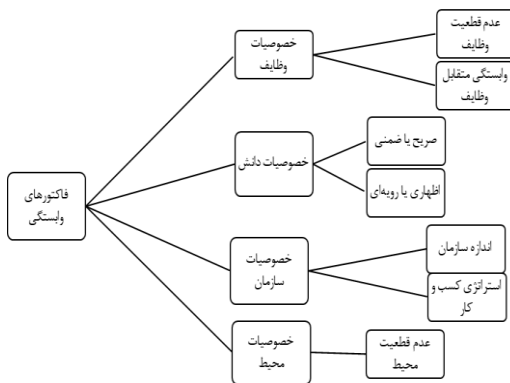 فاکتورهای
وابستگی
خصوصیات
وظایف
عدم قطعیت
وظایف
وابستگی متقابل
وظایف
خصوصیات دانش
صریح یا ضمنی
اظهاری یا رویه‌ای
خصوصیات
سازمان
اندازه سازمان
استراتژی کسب و
کار
خصوصیات
محیط
عدم قطعیت
محیط